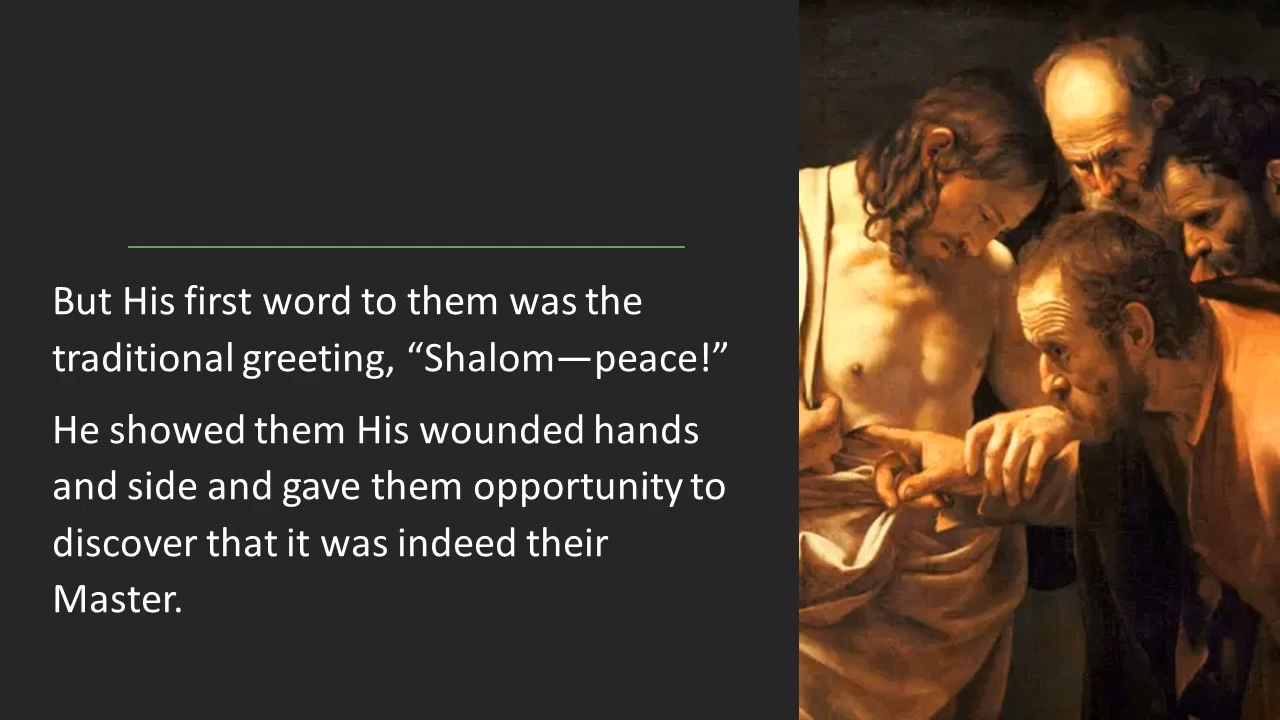 But His first word to them was the
traditional greeting, “Shalom—peace!”
He showed them His wounded hands
and side and gave them opportunity to
discover that it was indeed their
Master.